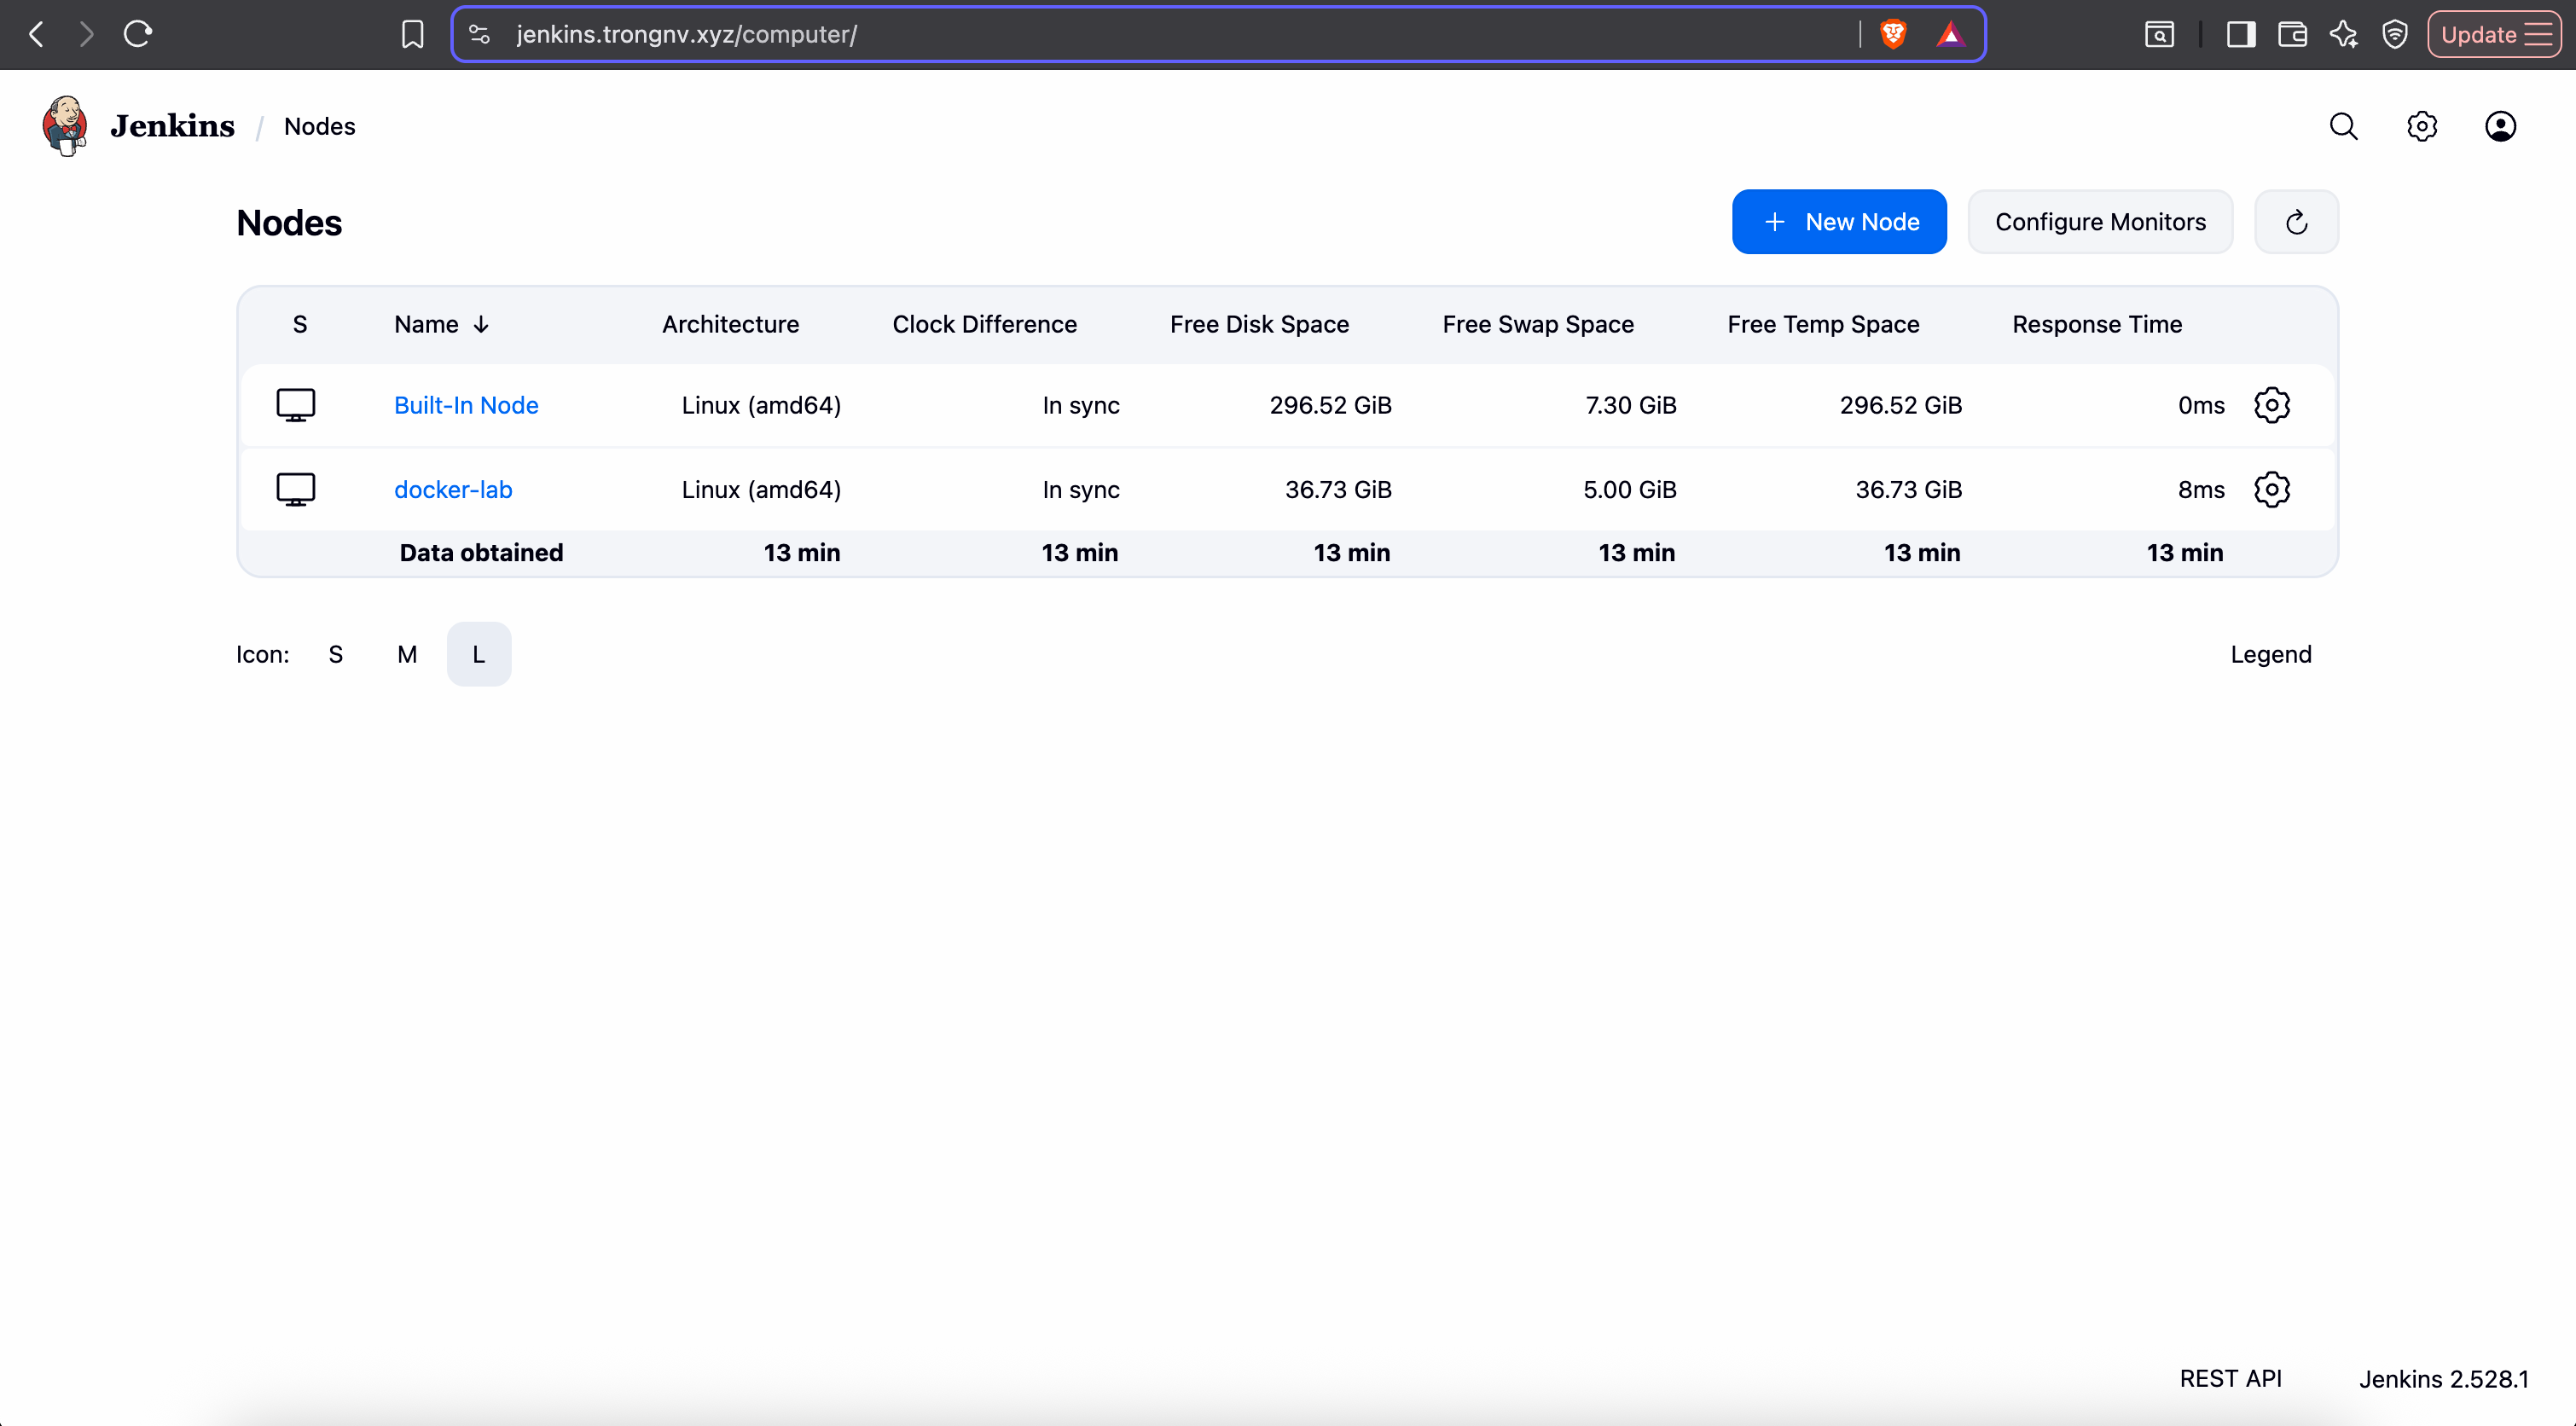 jenkins.trongnv.xyz/computer/
Update
Jenkins / Nodes
Nodes
+ New Node Configure Monitors
S Name ↓ Architecture Clock Difference Free Disk Space Free Swap Space Free Temp Space Response Time
Built-In Node Linux (amd64) In sync 296.52 GiB 7.30 GiB 296.52 GiB 0ms
docker-lab Linux (amd64) In sync 36.73 GiB 5.00 GiB 36.73 GiB 8ms
Data obtained 13 min 13 min 13 min 13 min 13 min 13 min
Icon: S M L Legend
REST API Jenkins 2.528.1